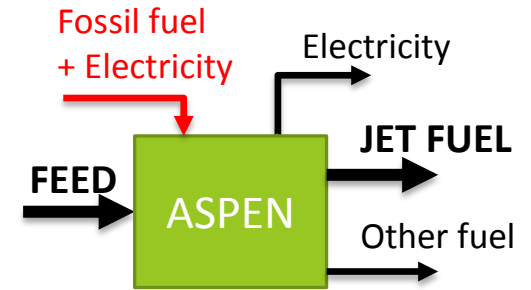 Fossil fuel
+ Electricity
Electricity
JET FUEL
FEED
ASPEN
Other fuel